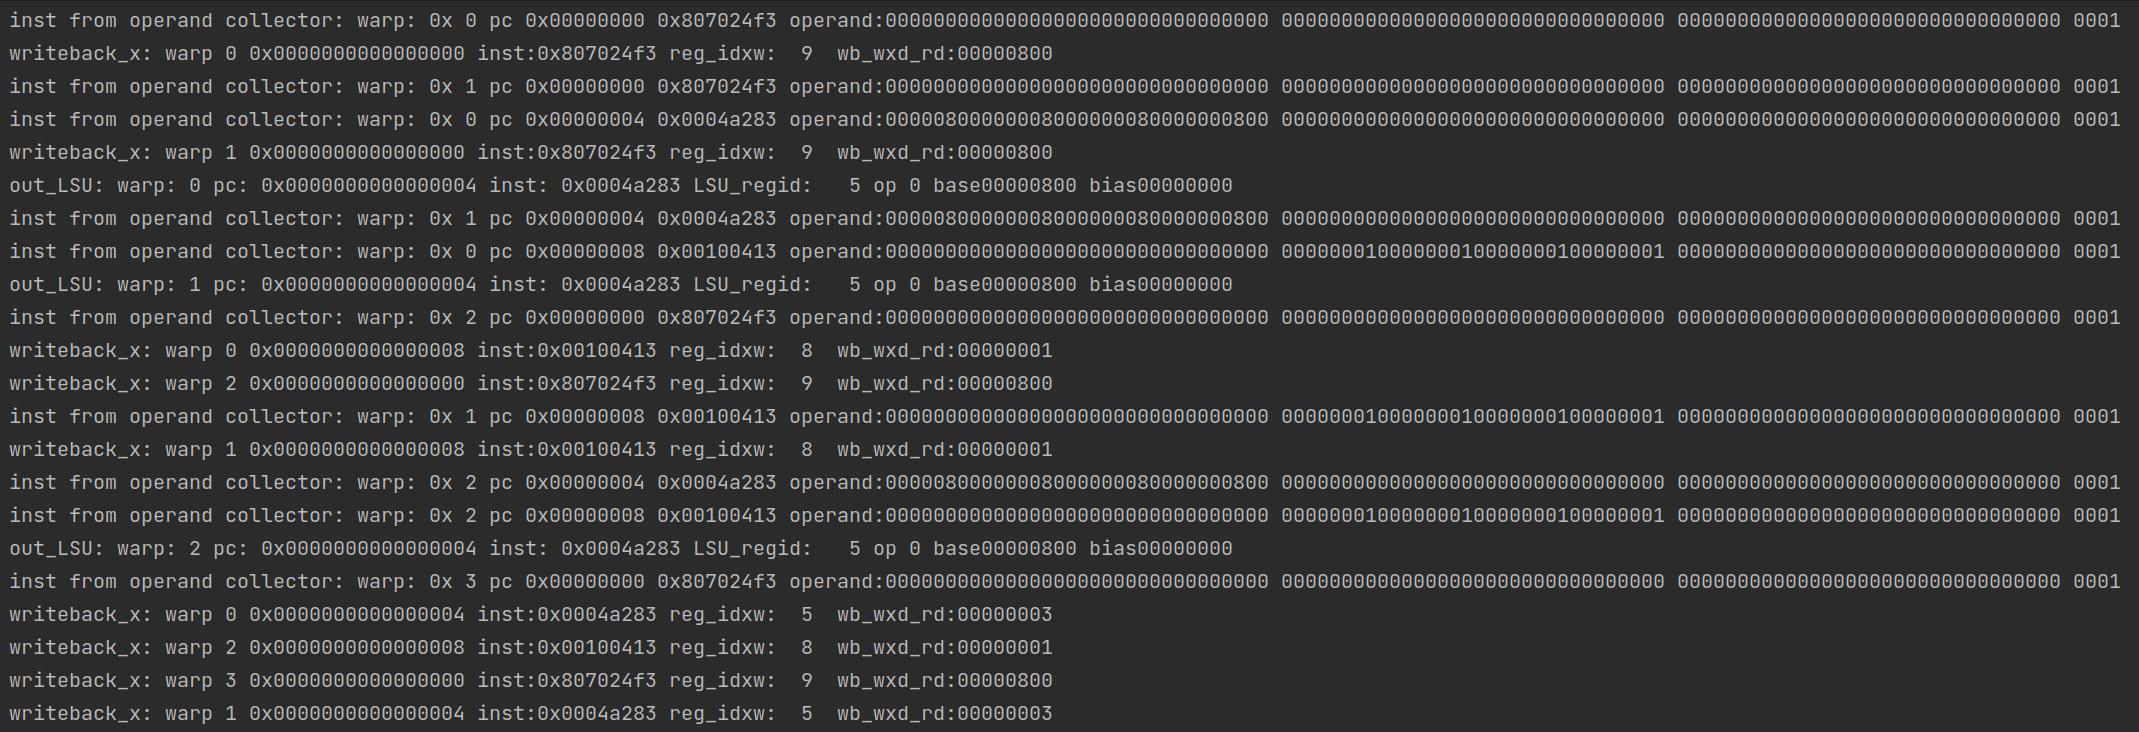 inst from operand collector: warp: 0x 0 pc 0x00000000 0x807024f3 operand:00000000000000000000000000000000 00000000000000000000000000000000 00000000000000000000000000000000 0001
writeback_x: warp 0 0x0000000000000000 inst:0x807024f3 reg_idxw:  9  wb_wxd_rd:00000800
inst from operand collector: warp: 0x 1 pc 0x00000000 0x807024f3 operand:00000000000000000000000000000000 00000000000000000000000000000000 00000000000000000000000000000000 0001
inst from operand collector: warp: 0x 0 pc 0x00000004 0x0004a283 operand:00000800000008000000080000000800 00000000000000000000000000000000 00000000000000000000000000000000 0001
writeback_x: warp 1 0x0000000000000000 inst:0x807024f3 reg_idxw:  9  wb_wxd_rd:00000800
out_LSU: warp: 0 pc: 0x0000000000000004 inst: 0x0004a283 LSU_regid:   5 op 0 base00000800 bias00000000
inst from operand collector: warp: 0x 1 pc 0x00000004 0x0004a283 operand:00000800000008000000080000000800 00000000000000000000000000000000 00000000000000000000000000000000 0001
inst from operand collector: warp: 0x 0 pc 0x00000008 0x00100413 operand:00000000000000000000000000000000 00000001000000010000000100000001 00000000000000000000000000000000 0001
out_LSU: warp: 1 pc: 0x0000000000000004 inst: 0x0004a283 LSU_regid:   5 op 0 base00000800 bias00000000
inst from operand collector: warp: 0x 2 pc 0x00000000 0x807024f3 operand:00000000000000000000000000000000 00000000000000000000000000000000 00000000000000000000000000000000 0001
writeback_x: warp 0 0x0000000000000008 inst:0x00100413 reg_idxw:  8  wb_wxd_rd:00000001
writeback_x: warp 2 0x0000000000000000 inst:0x807024f3 reg_idxw:  9  wb_wxd_rd:00000800
inst from operand collector: warp: 0x 1 pc 0x00000008 0x00100413 operand:00000000000000000000000000000000 00000001000000010000000100000001 00000000000000000000000000000000 0001
writeback_x: warp 1 0x0000000000000008 inst:0x00100413 reg_idxw:  8  wb_wxd_rd:00000001
inst from operand collector: warp: 0x 2 pc 0x00000004 0x0004a283 operand:00000800000008000000080000000800 00000000000000000000000000000000 00000000000000000000000000000000 0001
inst from operand collector: warp: 0x 2 pc 0x00000008 0x00100413 operand:00000000000000000000000000000000 00000001000000010000000100000001 00000000000000000000000000000000 0001
out_LSU: warp: 2 pc: 0x0000000000000004 inst: 0x0004a283 LSU_regid:   5 op 0 base00000800 bias00000000
inst from operand collector: warp: 0x 3 pc 0x00000000 0x807024f3 operand:00000000000000000000000000000000 00000000000000000000000000000000 00000000000000000000000000000000 0001
writeback_x: warp 0 0x0000000000000004 inst:0x0004a283 reg_idxw:  5  wb_wxd_rd:00000003
writeback_x: warp 2 0x0000000000000008 inst:0x00100413 reg_idxw:  8  wb_wxd_rd:00000001
writeback_x: warp 3 0x0000000000000000 inst:0x807024f3 reg_idxw:  9  wb_wxd_rd:00000800
writeback_x: warp 1 0x0000000000000004 inst:0x0004a283 reg_idxw:  5  wb_wxd_rd:00000003